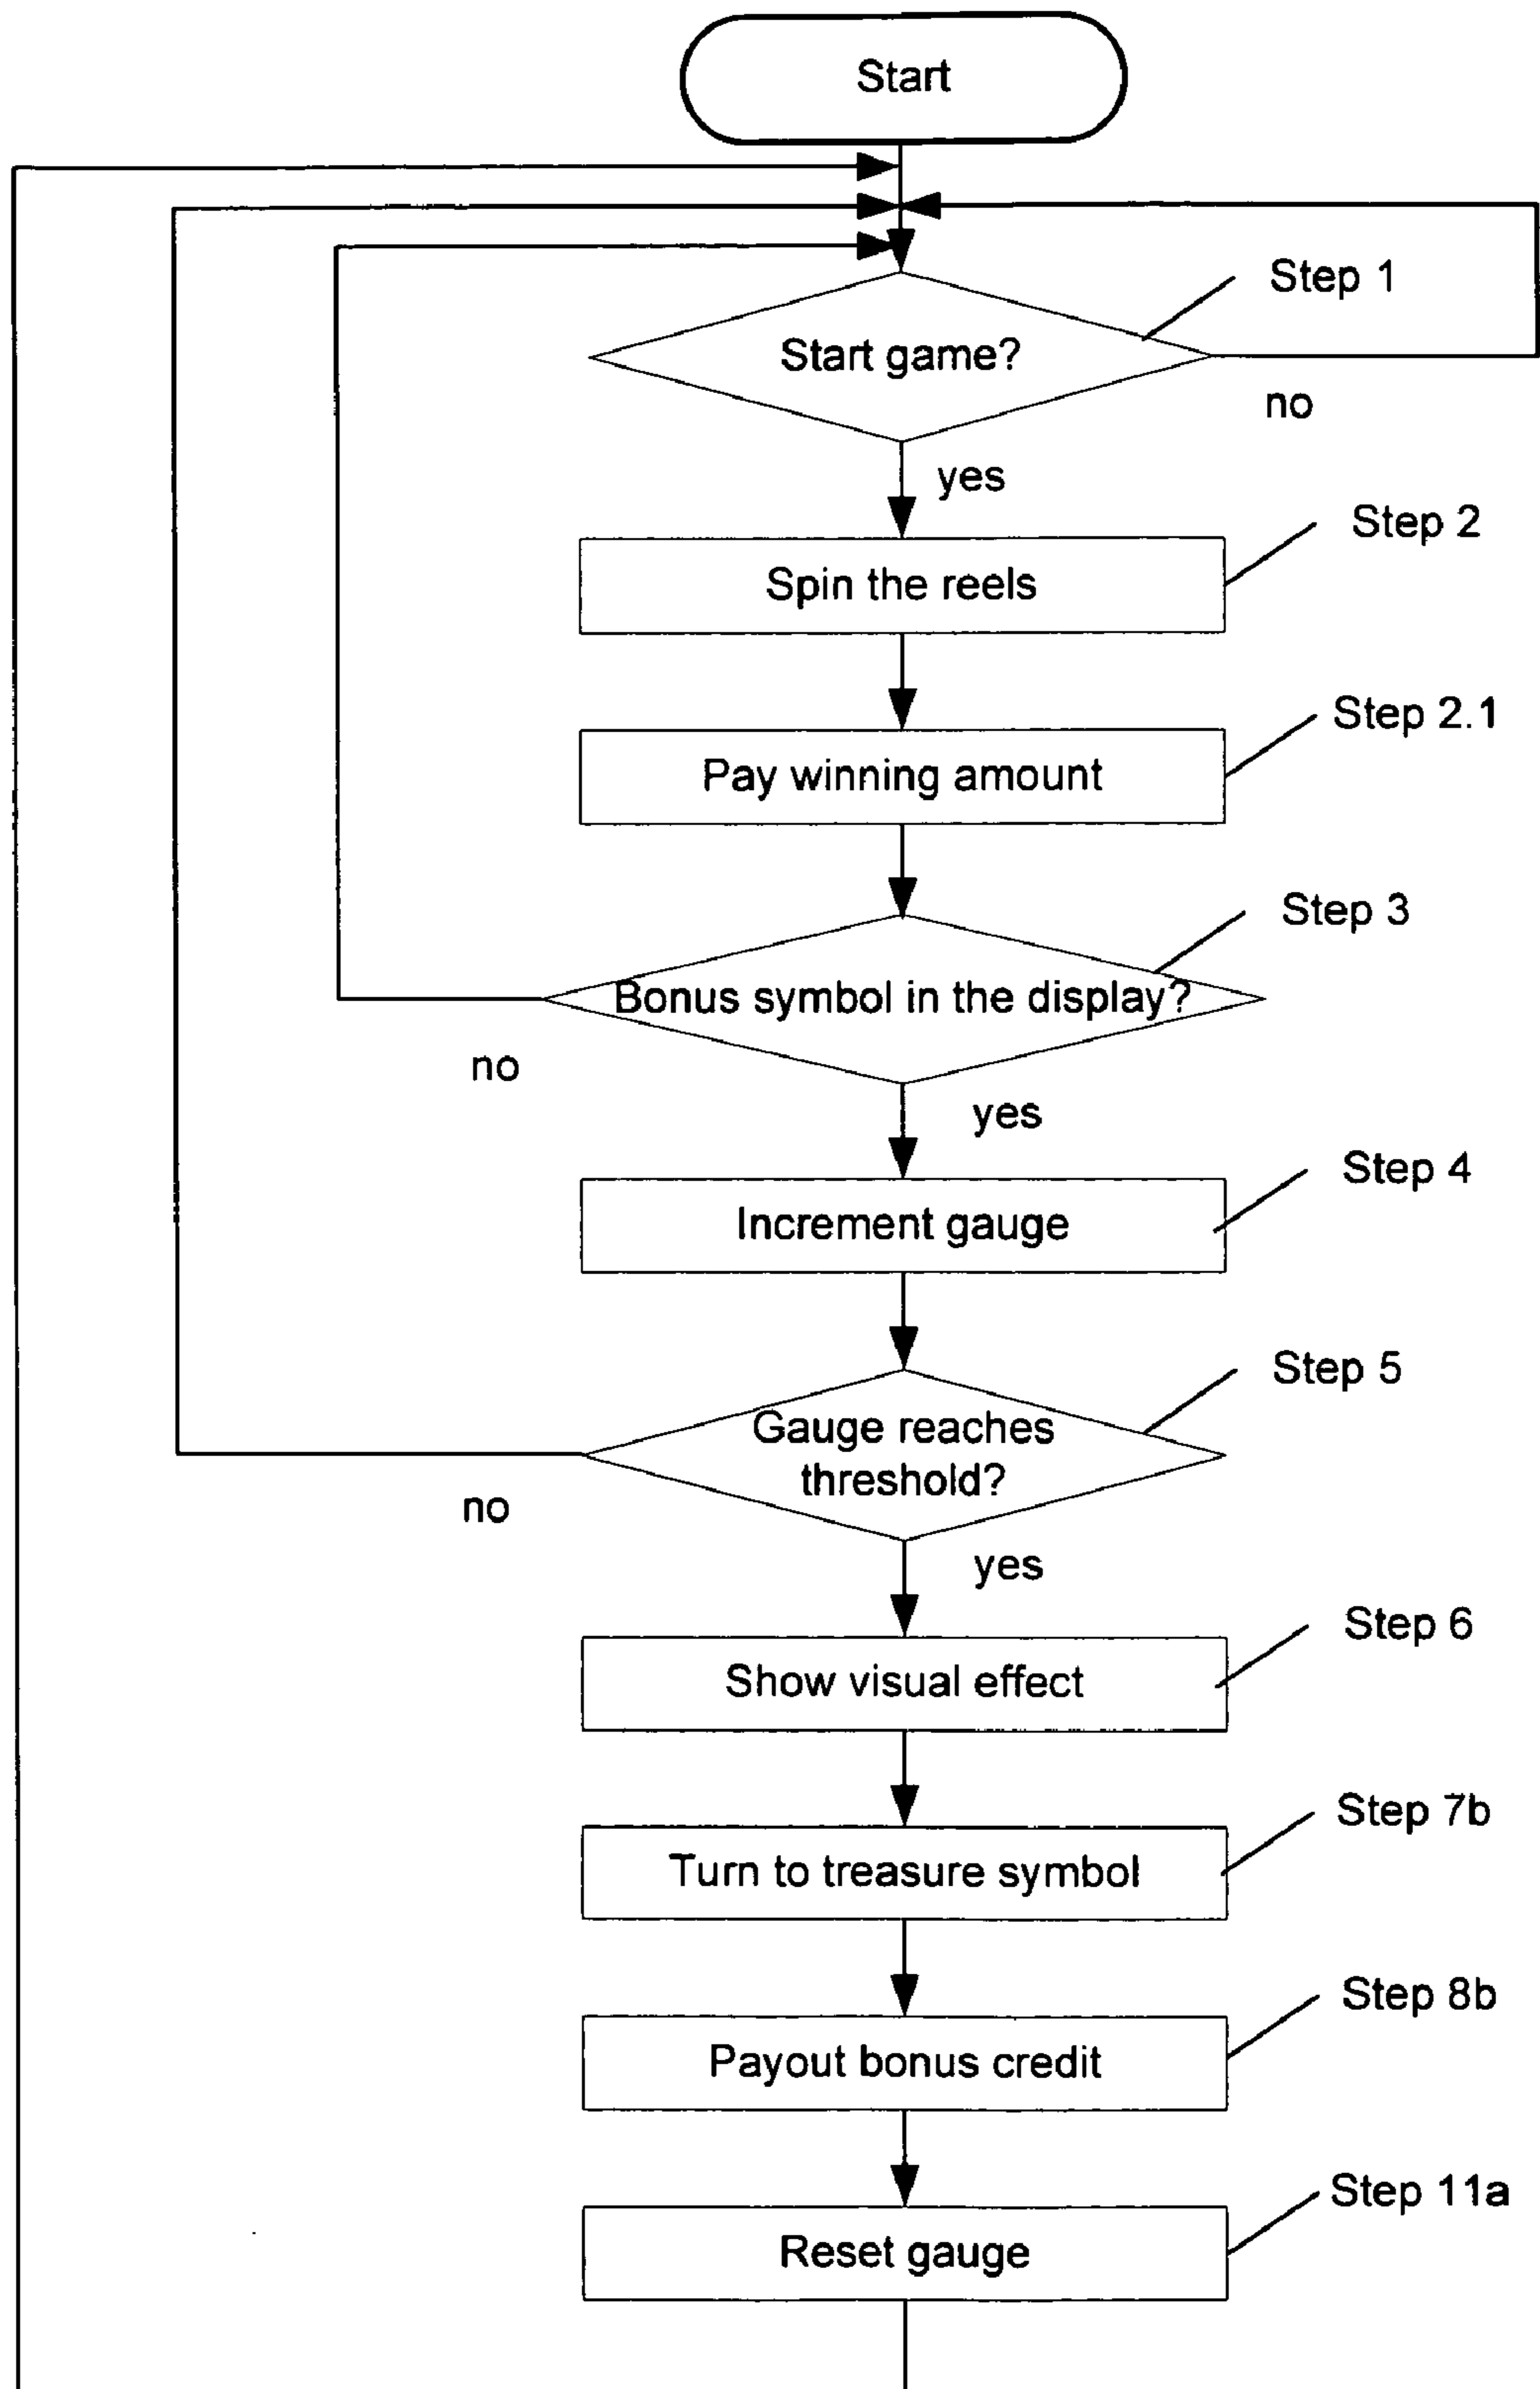 Start
Step 1
Start game?
no
yes
Step 2
Spin the reels
Step 2.1
Pay winning amount
Step 3
Bonus symbol in the display?
no
yes
Step 4
Increment gauge
Step 5
Gauge reaches
threshold?
no
yes
Step 6
Show visual effect
Step 7b
Turn to treasure symbol
Step 8b
Payout bonus credit
Step 11a
Reset gauge